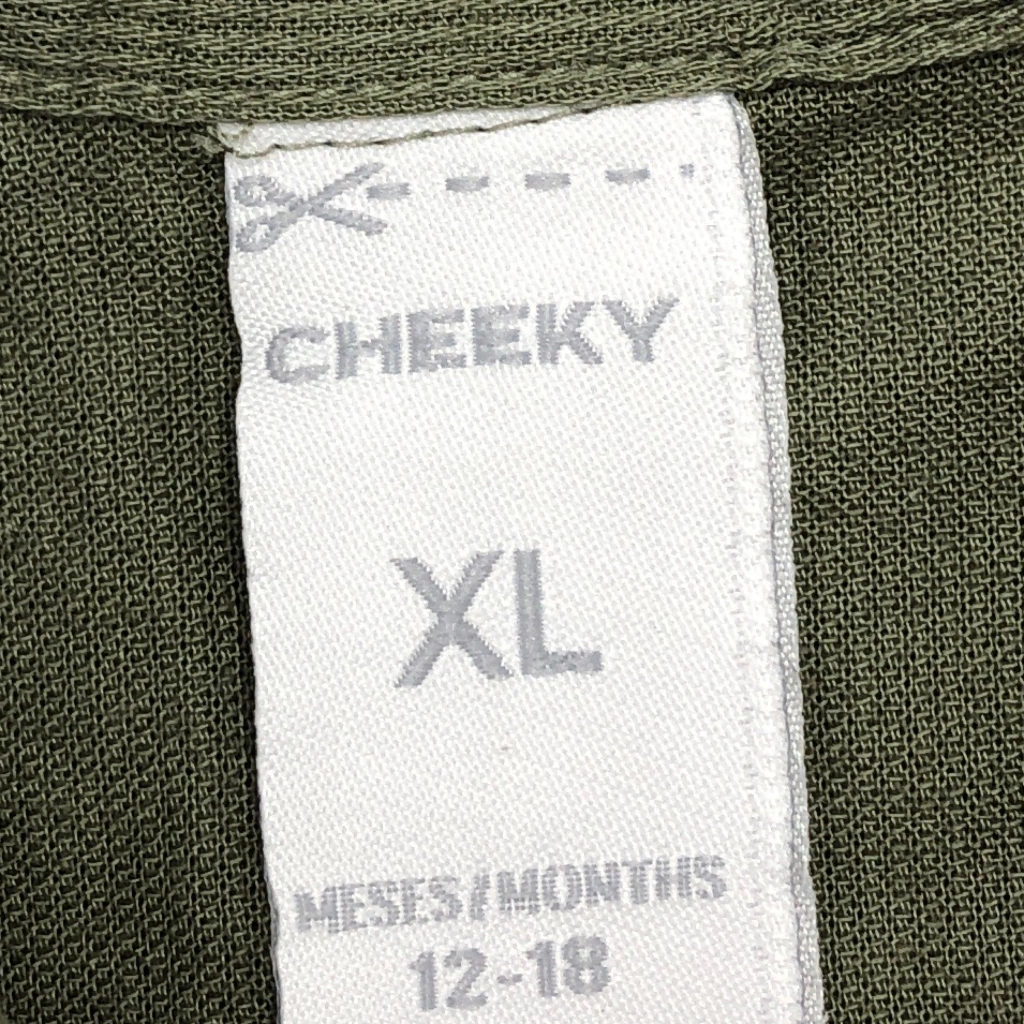 CHEEKY
XL
MESES/MONTHS
12-18